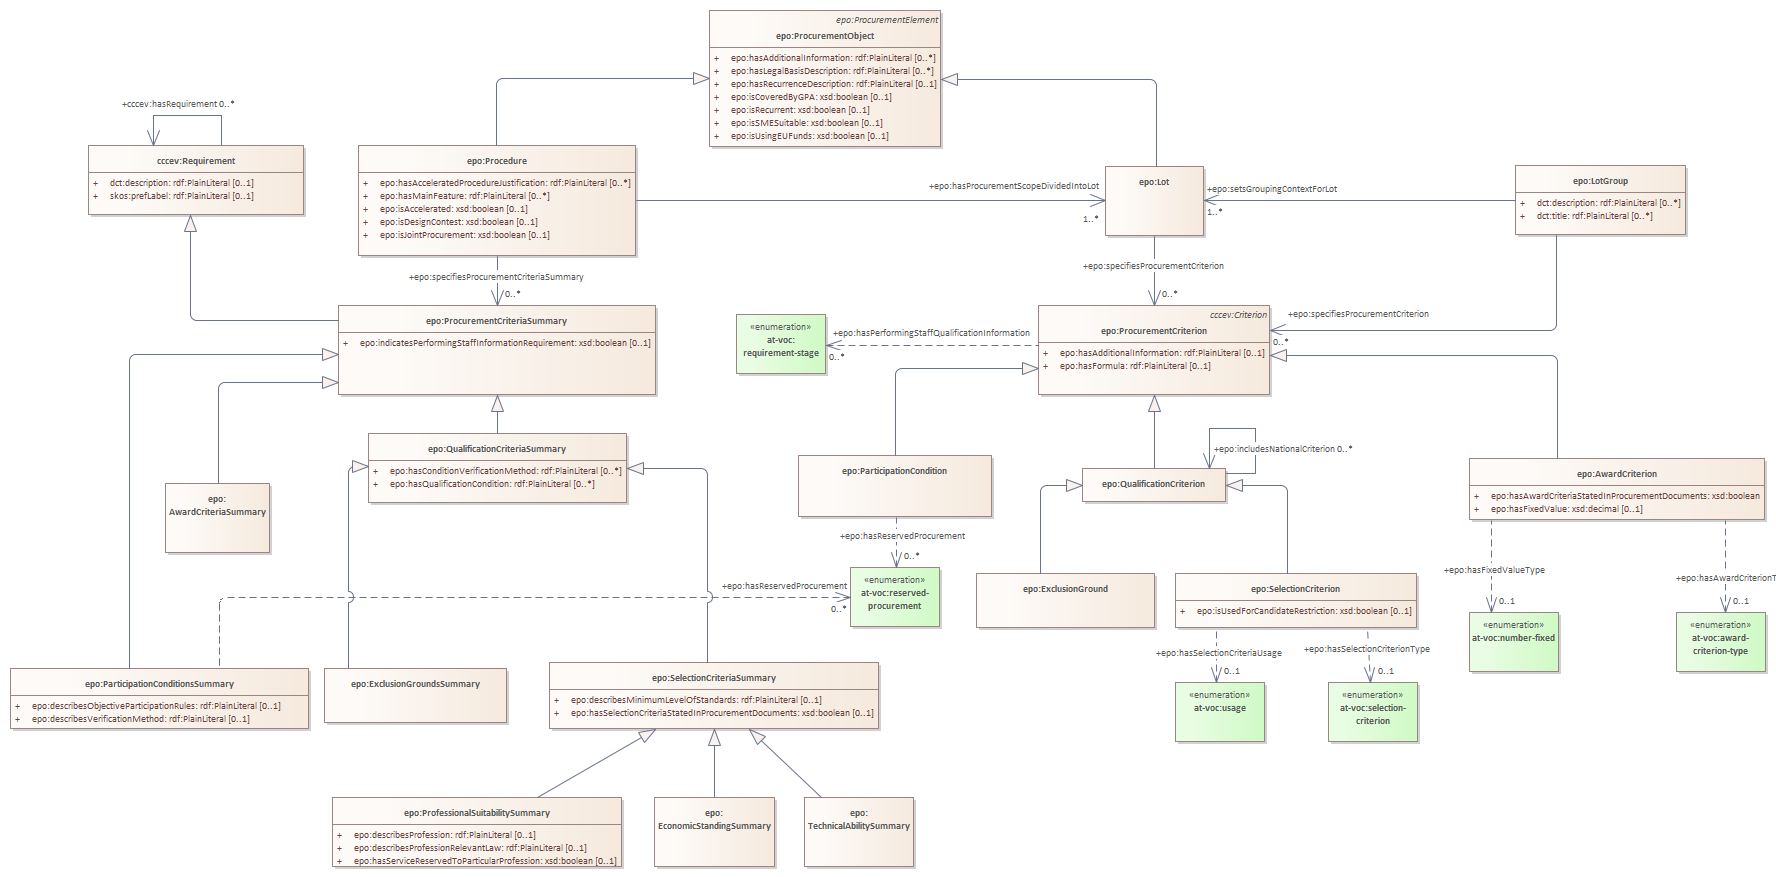 epo:ProcurementElement
epo:ProcurementObject
+ epo:hasAdditionalInformation: rdf:PlainLiteral [0..*]
+ epo:hasLegalBasisDescription: rdf:PlainLiteral [0..*]
+ epo:hasRecurrenceDescription: rdf:PlainLiteral [0..1]
+ epo:isCoveredByGPA: xsd:boolean [0..1]
+ epo:isRecurrent: xsd:boolean [0..1]
+ epo:isSMESuitable: xsd:boolean [0..1]
+ epo:isUsingEUFunds: xsd:boolean [0..1]
+cccev:hasRequirement 0..*
cccev:Requirement
+ dct:description: rdf:PlainLiteral [0..1]
+ skos:prefLabel: rdf:PlainLiteral [0..1]
epo:Procedure
+ epo:hasAcceleratedProcedureJustification: rdf:PlainLiteral [0..*]
+ epo:hasMainFeature: rdf:PlainLiteral [0..*]
+ epo:isAccelerated: xsd:boolean [0..1]
+ epo:isDesignContest: xsd:boolean [0..1]
+ epo:isJointProcurement: xsd:boolean [0..1]
+epo:hasProcurementScopeDividedIntoLot
1..*
epo:Lot
+epo:setsGroupingContextForLot
1..*
epo:LotGroup
+ dct:description: rdf:PlainLiteral [0..*]
+ dct:title: rdf:PlainLiteral [0..*]
+epo:specifiesProcurementCriteriaSummary
0..*
+epo:specifiesProcurementCriterion
0..*
+epo:specifiesProcurementCriterion
0..*
epo:ProcurementCriteriaSummary
+ epo:indicatesPerformingStaffInformationRequirement: xsd:boolean [0..1]
«enumeration»
at-voc:
requirement-stage
+epo:hasPerformingStaffQualificationInformation
0..*
cccev:Criterion
epo:ProcurementCriterion
+ epo:hasAdditionalInformation: rdf:PlainLiteral [0..1]
+ epo:hasFormula: rdf:PlainLiteral [0..1]
epo:QualificationCriteriaSummary
+ epo:hasConditionVerificationMethod: rdf:PlainLiteral [0..*]
+ epo:hasQualificationCondition: rdf:PlainLiteral [0..*]
epo:
AwardCriteriaSummary
epo:ParticipationCondition
+epo:includesNationalCriterion 0..*
epo:QualificationCriterion
epo:AwardCriterion
+ epo:hasAwardCriteriaStatedInProcurementDocuments: xsd:boolean
+ epo:hasFixedValue: xsd:decimal [0..1]
+epo:hasReservedProcurement
0..*
+epo:hasReservedProcurement
0..*
«enumeration»
at-voc:reserved-
procurement
epo:ExclusionGround
epo:SelectionCriterion
+ epo:isUsedForCandidateRestriction: xsd:boolean [0..1]
+epo:hasFixedValueType
0..1
+epo:hasAwardCriterionT
0..1
«enumeration»
at-voc:number-fixed
«enumeration»
at-voc:award-
criterion-type
+epo:hasSelectionCriteriaUsage
0..1
+epo:hasSelectionCriterionType
0..1
«enumeration»
at-voc:usage
«enumeration»
at-voc:selection-
criterion
epo:ParticipationConditionsSummary
+ epo:describesObjectiveParticipationRules: rdf:PlainLiteral [0..1]
+ epo:describesVerificationMethod: rdf:PlainLiteral [0..1]
epo:ExclusionGroundsSummary
epo:SelectionCriteriaSummary
+ epo:describesMinimumLevelOfStandards: rdf:PlainLiteral [0..1]
+ epo:hasSelectionCriteriaStatedInProcurementDocuments: xsd:boolean [0..1]
epo:ProfessionalSuitabilitySummary
+ epo:describesProfession: rdf:PlainLiteral [0..1]
+ epo:describesProfessionRelevantLaw: rdf:PlainLiteral [0..1]
+ epo:hasServiceReservedToParticularProfession: xsd:boolean [0..1]
epo:
EconomicStandingSummary
epo:
TechnicalAbilitySummary